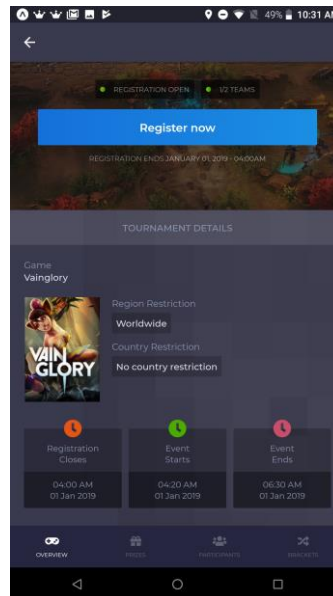 49% 10:31 AM
REGISTRATION OPEN 1/2 TEAMS
Register now
REGISTRATION ENDS JANUARY 01, 2019 - 04:00AM
TOURNAMENT DETAILS
Game
Vainglory
Region Restriction
Worldwide
Country Restriction
No country restriction
VAIN
GLORY
Registration
Closes
04:00 AM
01 Jan 2019
Event
Starts
04:20 AM
01 Jan 2019
Event
Ends
06:30 AM
01 Jan 2019
OVERVIEW PRIZES PARTICIPANTS BRACKETS